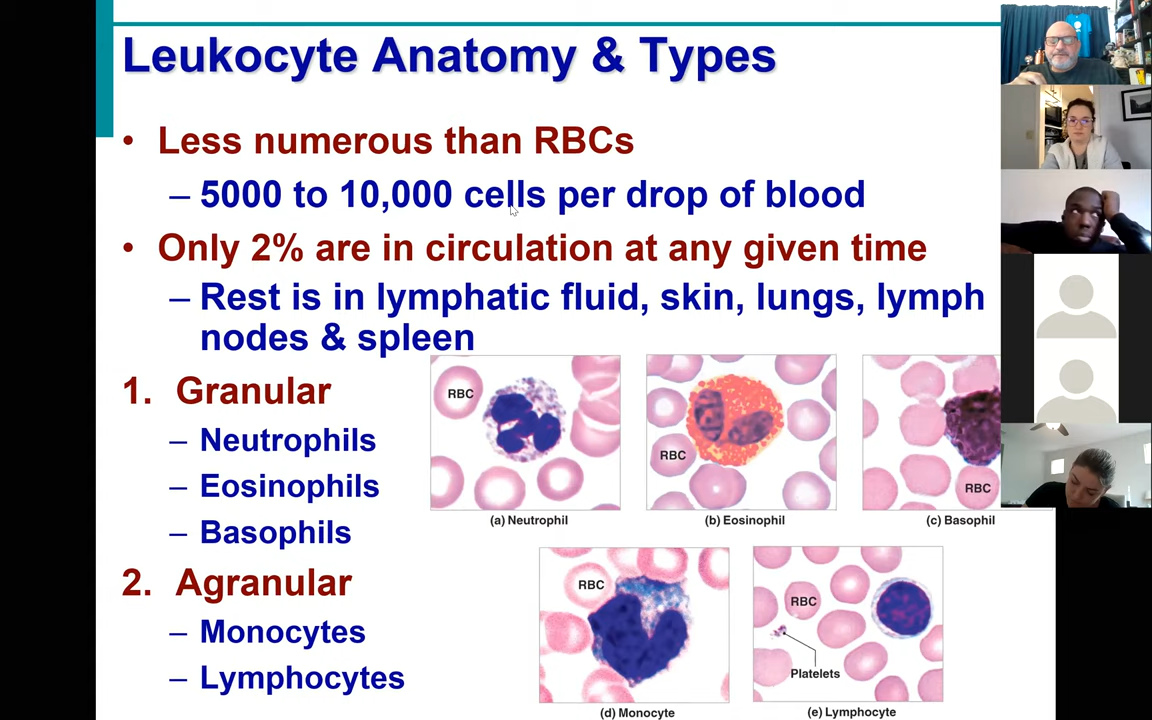 Leukocyte Anatomy & Types
• Less numerous than RBCs
– 5000 to 10,000 cells per drop of blood
• Only 2% are in circulation at any given time
– Rest is in lymphatic fluid, skin, lungs, lymph
nodes & spleen
1. Granular
– Neutrophils
– Eosinophils
– Basophils
2. Agranular
– Monocytes
– Lymphocytes
RBC
(a) Neutrophil
RBC
(b) Eosinophil
RBC
(c) Basophil
RBC
(d) Monocyte
RBC
Platelets
(e) Lymphocyte